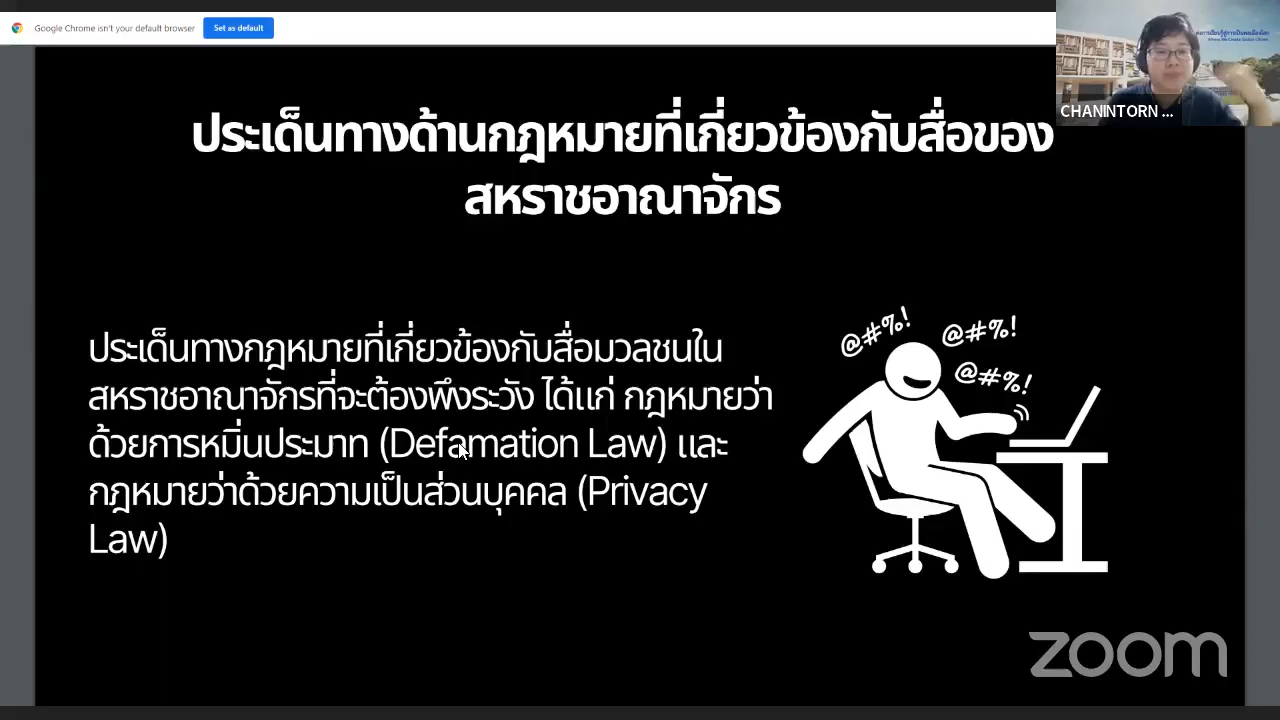 Google Chrome isn't your default browser
Set as default
CHANINTORN ...
ประเด็นทางด้านกฎหมายที่เกี่ยวข้องกับสื่อของ
สหราชอาณาจักร
ประเด็นทางกฎหมายที่เกี่ยวข้องกับสื่อมวลชนใน
สหราชอาณาจักรที่จะต้องพึงระวัง ได้แก่ กฎหมายว่า
ด้วยการหมิ่นประมาท (Defamation Law) และ
กฎหมายว่าด้วยความเป็นส่วนบุคคล (Privacy
Law)
@#%!
@#%!
@#%!
zoom